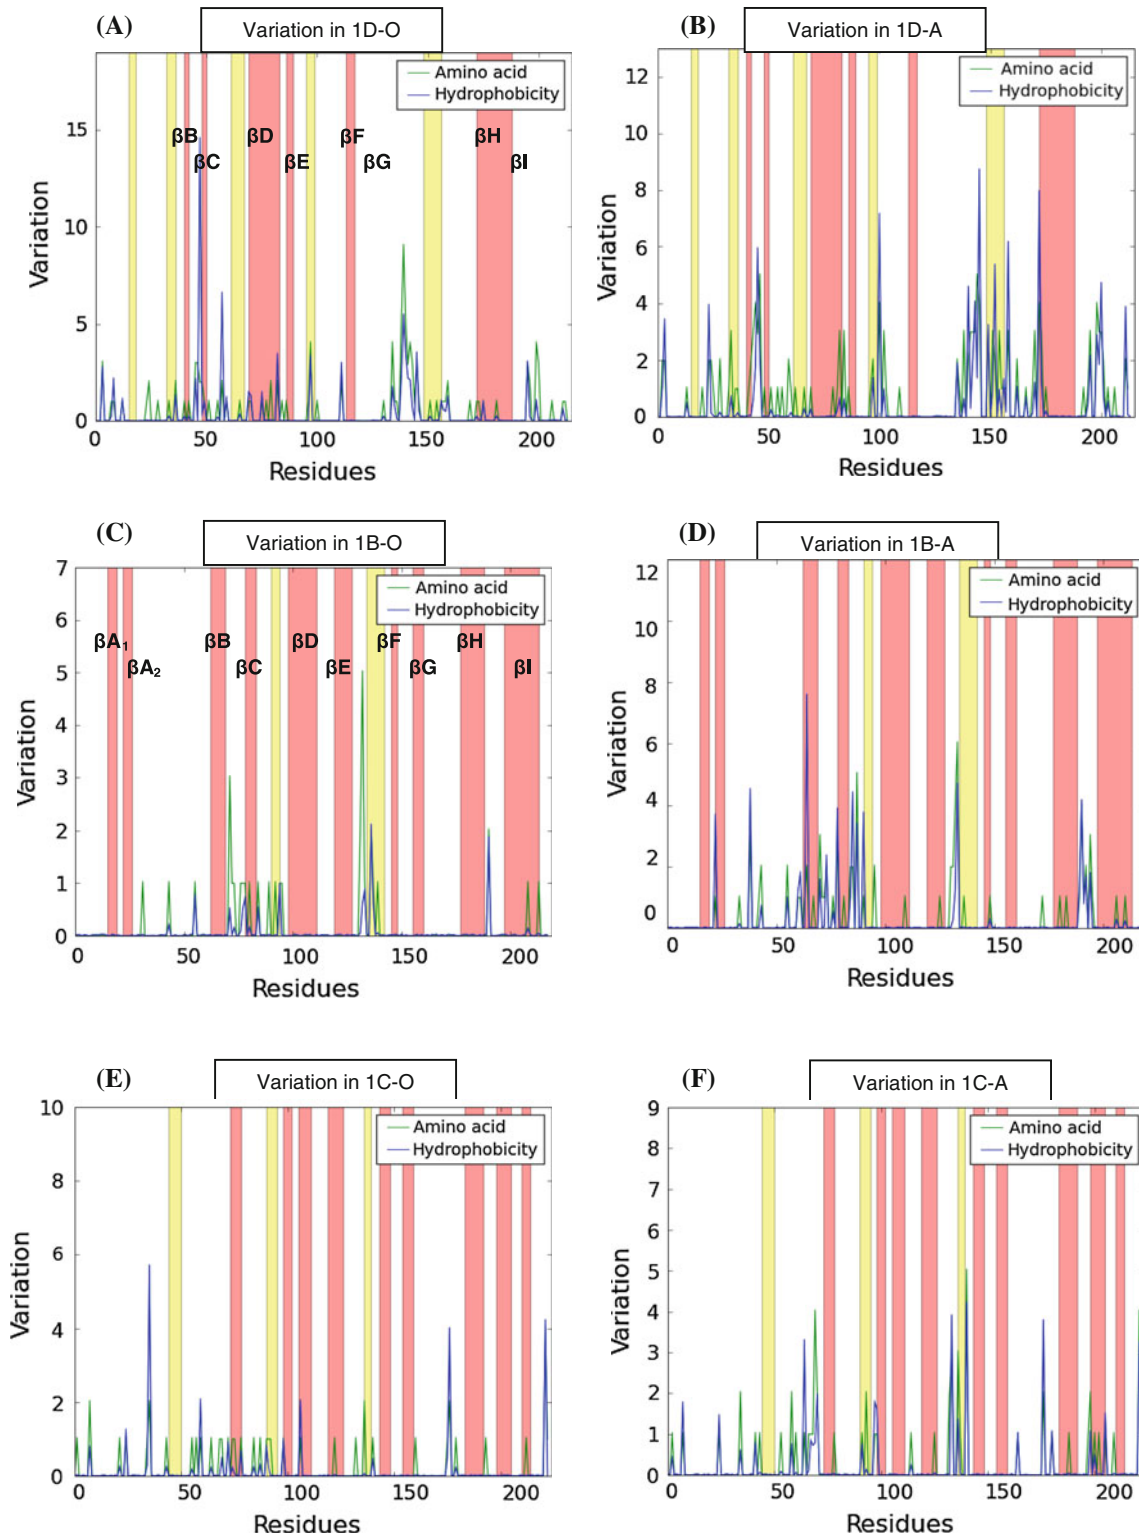 (A)
Variation in 1D-O
Amino acid
Hydrophobicity
βB
βC
βD
βE
βF
βG
βH
βI
15
10
5
0
Variation
0 50 100 150 200
Residues
(B)
Variation in 1D-A
Amino acid
Hydrophobicity
12
10
8
6
4
2
0
Variation
0 50 100 150 200
Residues
(C)
Variation in 1B-O
Amino acid
Hydrophobicity
βA1
βA2
βB
βC
βD
βE
βF
βG
βH
βI
7
6
5
4
3
2
1
0
Variation
0 50 100 150 200
Residues
(D)
Variation in 1B-A
Amino acid
Hydrophobicity
12
10
8
6
4
2
0
Variation
0 50 100 150 200
Residues
(E)
Variation in 1C-O
Amino acid
Hydrophobicity
10
8
6
4
2
0
Variation
0 50 100 150 200
Residues
(F)
Variation in 1C-A
Amino acid
Hydrophobicity
9
8
7
6
5
4
3
2
1
0
Variation
0 50 100 150 200
Residues